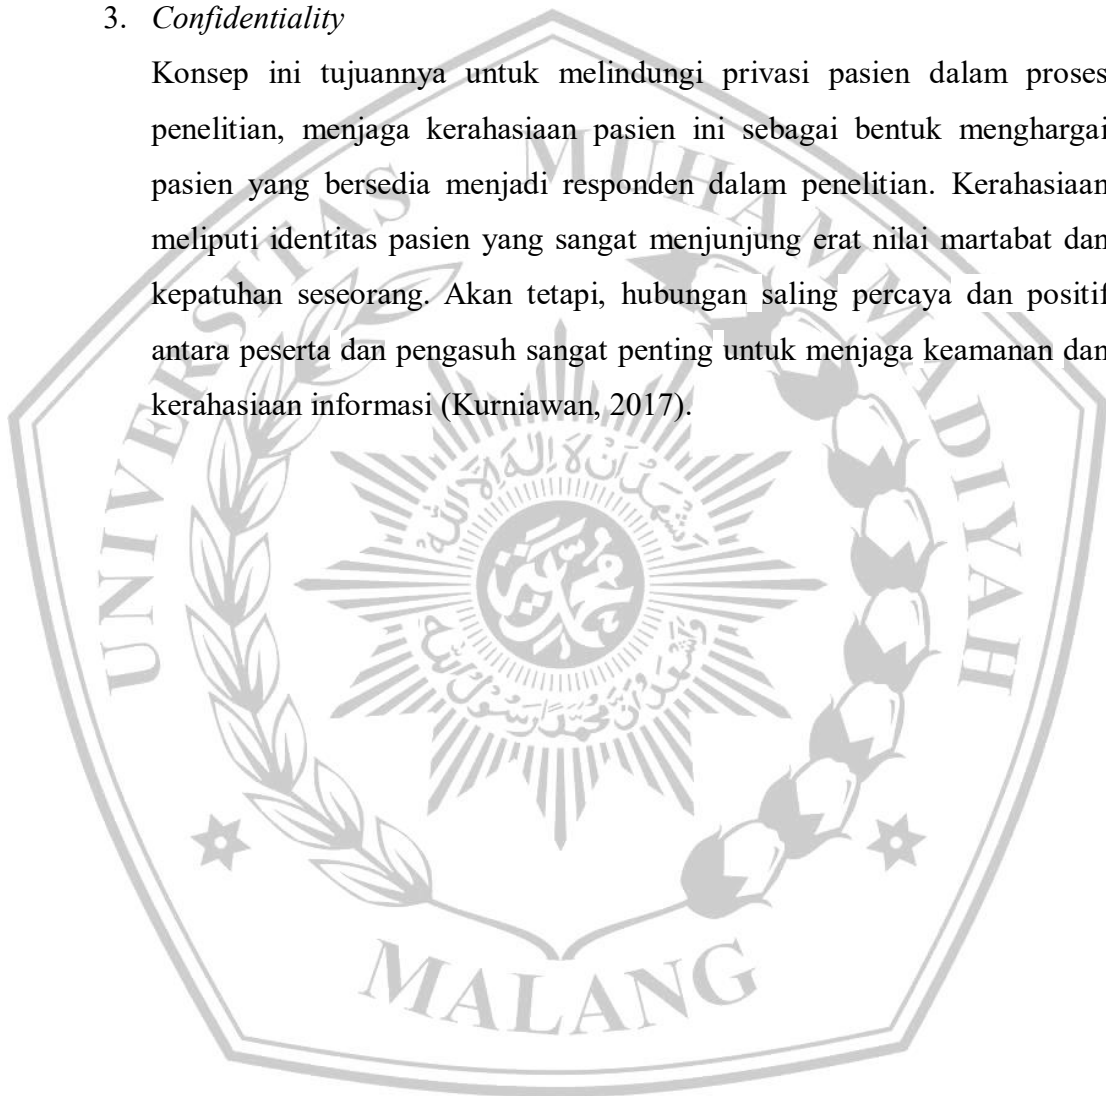 3. Confidentiality
Konsep ini tujuannya untuk melindungi privasi pasien dalam proses
penelitian, menjaga kerahasiaan pasien ini sebagai bentuk menghargai
pasien yang bersedia menjadi responden dalam penelitian. Kerahasiaan
meliputi identitas pasien yang sangat menjunjung erat nilai martabat dan
kepatuhan seseorang. Akan tetapi, hubungan saling percaya dan positif
antara peserta dan pengasuh sangat penting untuk menjaga keamanan dan
kerahasiaan informasi (Kurniawan, 2017).
UNIVERSITAS MUHAMMADIYAH
MALANG